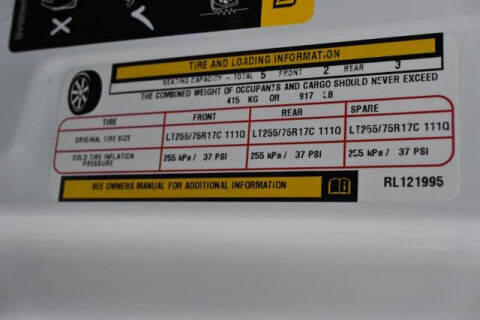 TIRE AND LOADING INFORMATION
SEATING CAPACITY - TOTAL 5 FRONT 2 REAR 3
THE COMBINED WEIGHT OF OCCUPANTS AND CARGO SHOULD NEVER EXCEED
415 KG OR 917 LB
TIRE FRONT REAR SPARE
ORIGINAL TIRE SIZE LT255/75R17C 111Q LT255/75R17C 111Q LT255/75R17C 111Q
COLD TIRE INFLATION PRESSURE 255 kPa / 37 PSI 255 kPa / 37 PSI 255 kPa / 37 PSI
SEE OWNERS MANUAL FOR ADDITIONAL INFORMATION RL121995